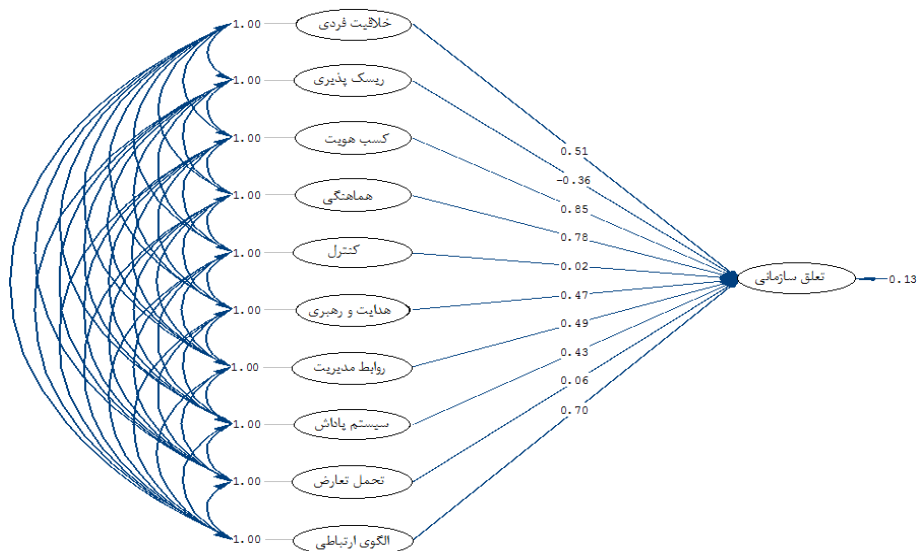 1.00 خلاقیت فردی
1.00 ریسک پذیری
1.00 کسب هویت
1.00 هماهنگی
1.00 کنترل
1.00 هدایت و رهبری
1.00 روابط مدیریت
1.00 سیستم پاداش
1.00 تحمل تعارض
1.00 الگوی ارتباطی
0.51
-0.36
0.85
0.78
0.02
0.47
0.49
0.43
0.06
0.70
تعلق سازمانی
0.13